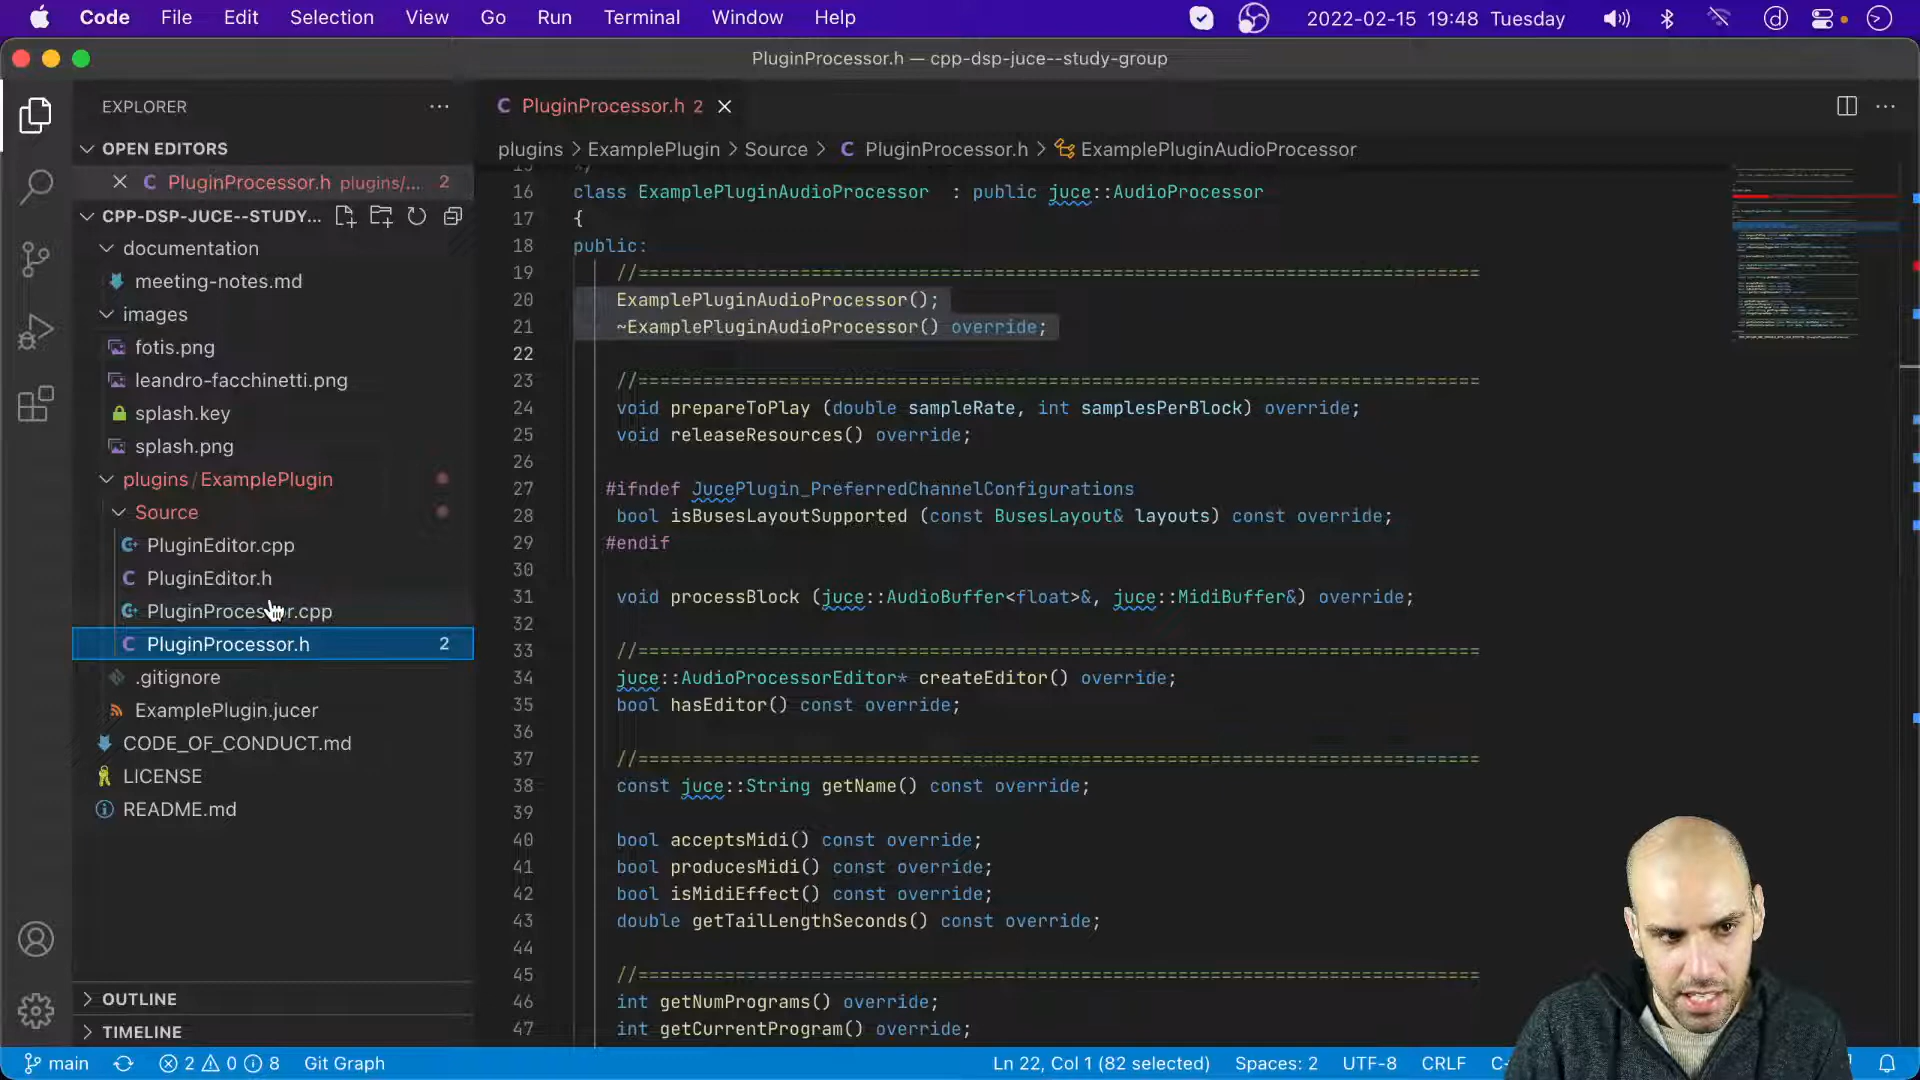 Code File Edit Selection View Go Run Terminal Window Help 2022-02-15 19:48 Tuesday
PluginProcessor.h — cpp-dsp-juce--study-group
EXPLORER
OPEN EDITORS
PluginProcessor.h plugins/... 2
CPP-DSP-JUCE--STUDY...
documentation
meeting-notes.md
images
fotis.png
leandro-facchinetti.png
splash.key
splash.png
plugins / ExamplePlugin
Source
PluginEditor.cpp
PluginEditor.h
PluginProcessor.cpp
PluginProcessor.h 2
.gitignore
ExamplePlugin.jucer
CODE_OF_CONDUCT.md
LICENSE
README.md
OUTLINE
TIMELINE
PluginProcessor.h 2
plugins > ExamplePlugin > Source > C PluginProcessor.h > ExamplePluginAudioProcessor
16 class ExamplePluginAudioProcessor : public juce::AudioProcessor
17 {
18 public:
19 //==============================================================================
20 ExamplePluginAudioProcessor();
21 ~ExamplePluginAudioProcessor() override;
22
23 //==============================================================================
24 void prepareToPlay (double sampleRate, int samplesPerBlock) override;
25 void releaseResources() override;
26
27 #ifndef JucePlugin_PreferredChannelConfigurations
28 bool isBusesLayoutSupported (const BusesLayout& layouts) const override;
29 #endif
30
31 void processBlock (juce::AudioBuffer<float>&, juce::MidiBuffer&) override;
32
33 //==============================================================================
34 juce::AudioProcessorEditor* createEditor() override;
35 bool hasEditor() const override;
36
37 //==============================================================================
38 const juce::String getName() const override;
39
40 bool acceptsMidi() const override;
41 bool producesMidi() const override;
42 bool isMidiEffect() const override;
43 double getTailLengthSeconds() const override;
44
45 //==============================================================================
46 int getNumPrograms() override;
47 int getCurrentProgram() override;
main 2 0 8 Git Graph Ln 22, Col 1 (82 selected) Spaces: 2 UTF-8 CRLF